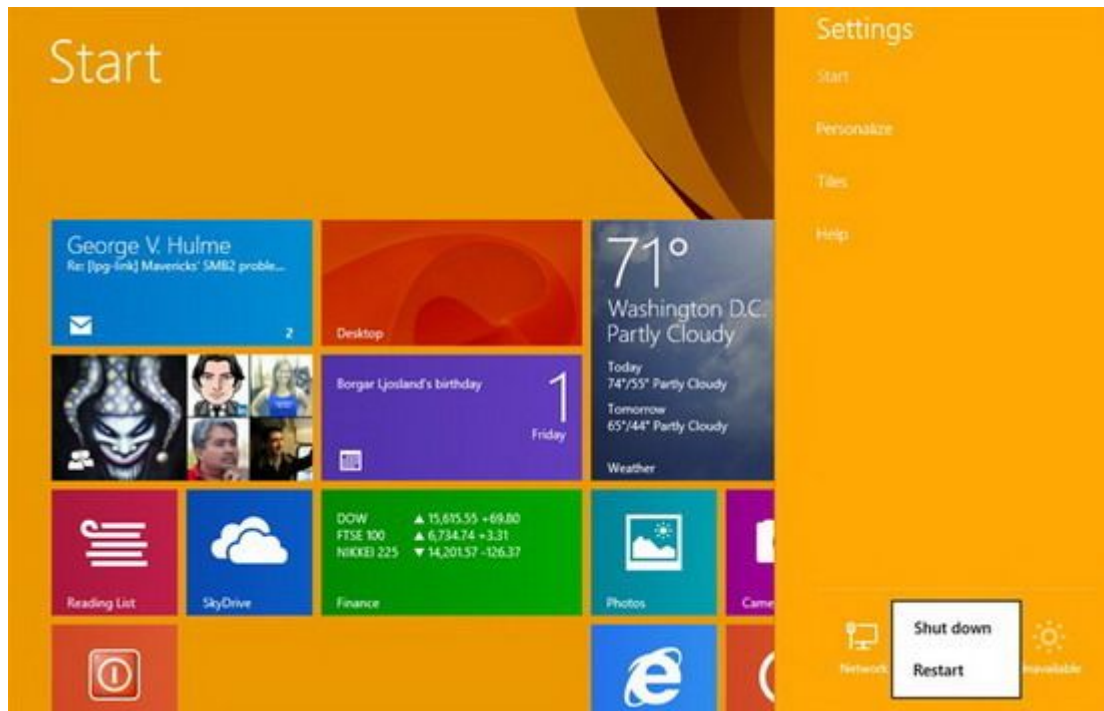 Start
Settings
Start
Personalize
Tiles
Help
George V. Hulme
Re: [lpg-link] Mavericks' SMB2 proble...
2
Desktop
71°
Washington D.C.
Partly Cloudy
Today
74°/55° Partly Cloudy
Tomorrow
65°/44° Partly Cloudy
Weather
Borgar Ljosland's birthday
1
Friday
Reading List
SkyDrive
DOW ▲ 15,615.55 +69.80
FTSE 100 ▲ 6,734.74 +3.31
NIKKEI 225 ▼ 14,201.57 -126.37
Finance
Photos
Came
Network
Shut down
Restart
navailable